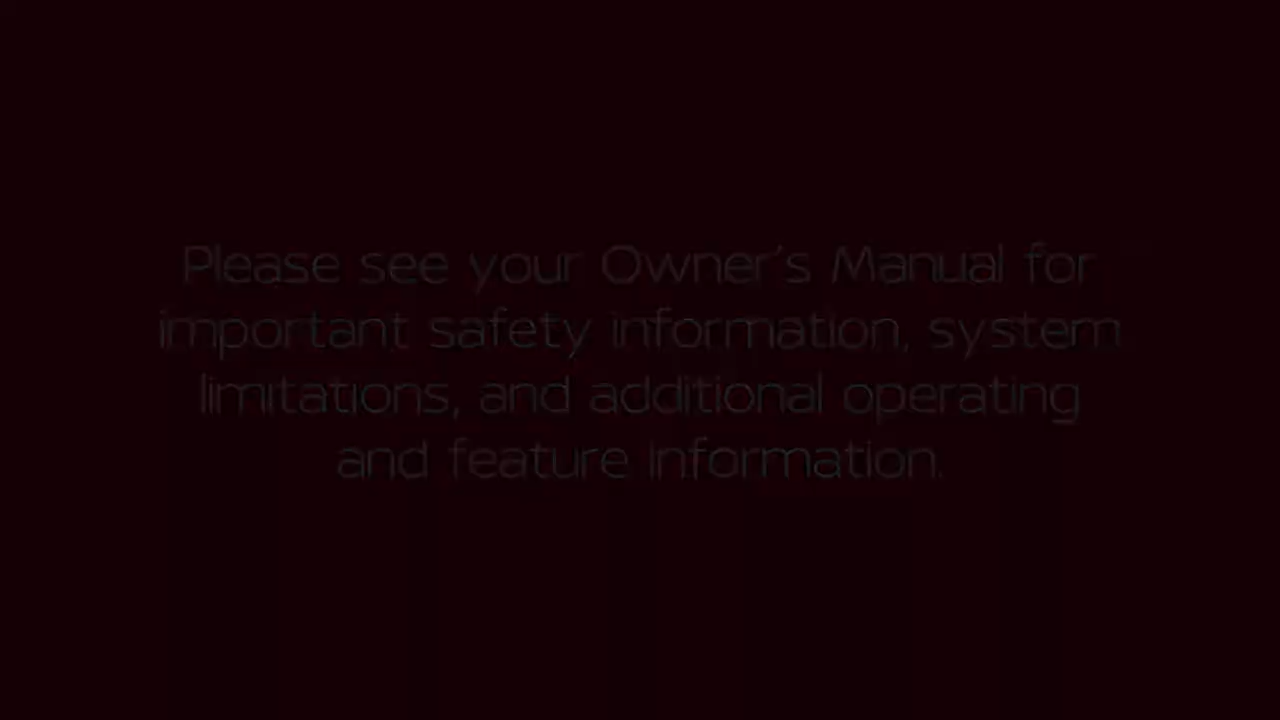 Please see your Owner's Manual for
important safety information, system
limitations, and additional operating
and feature information.